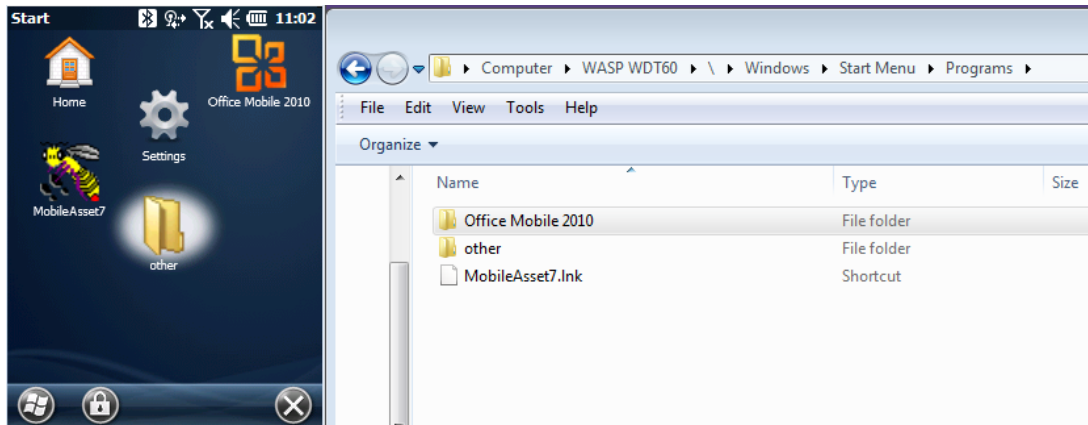 Start 11:02
Home
Office Mobile 2010
Settings
MobileAsset7
other
Computer WASP WDT60 \ Windows Start Menu Programs
File Edit View Tools Help
Organize
Name Type Size
Office Mobile 2010 File folder
other File folder
MobileAsset7.lnk Shortcut